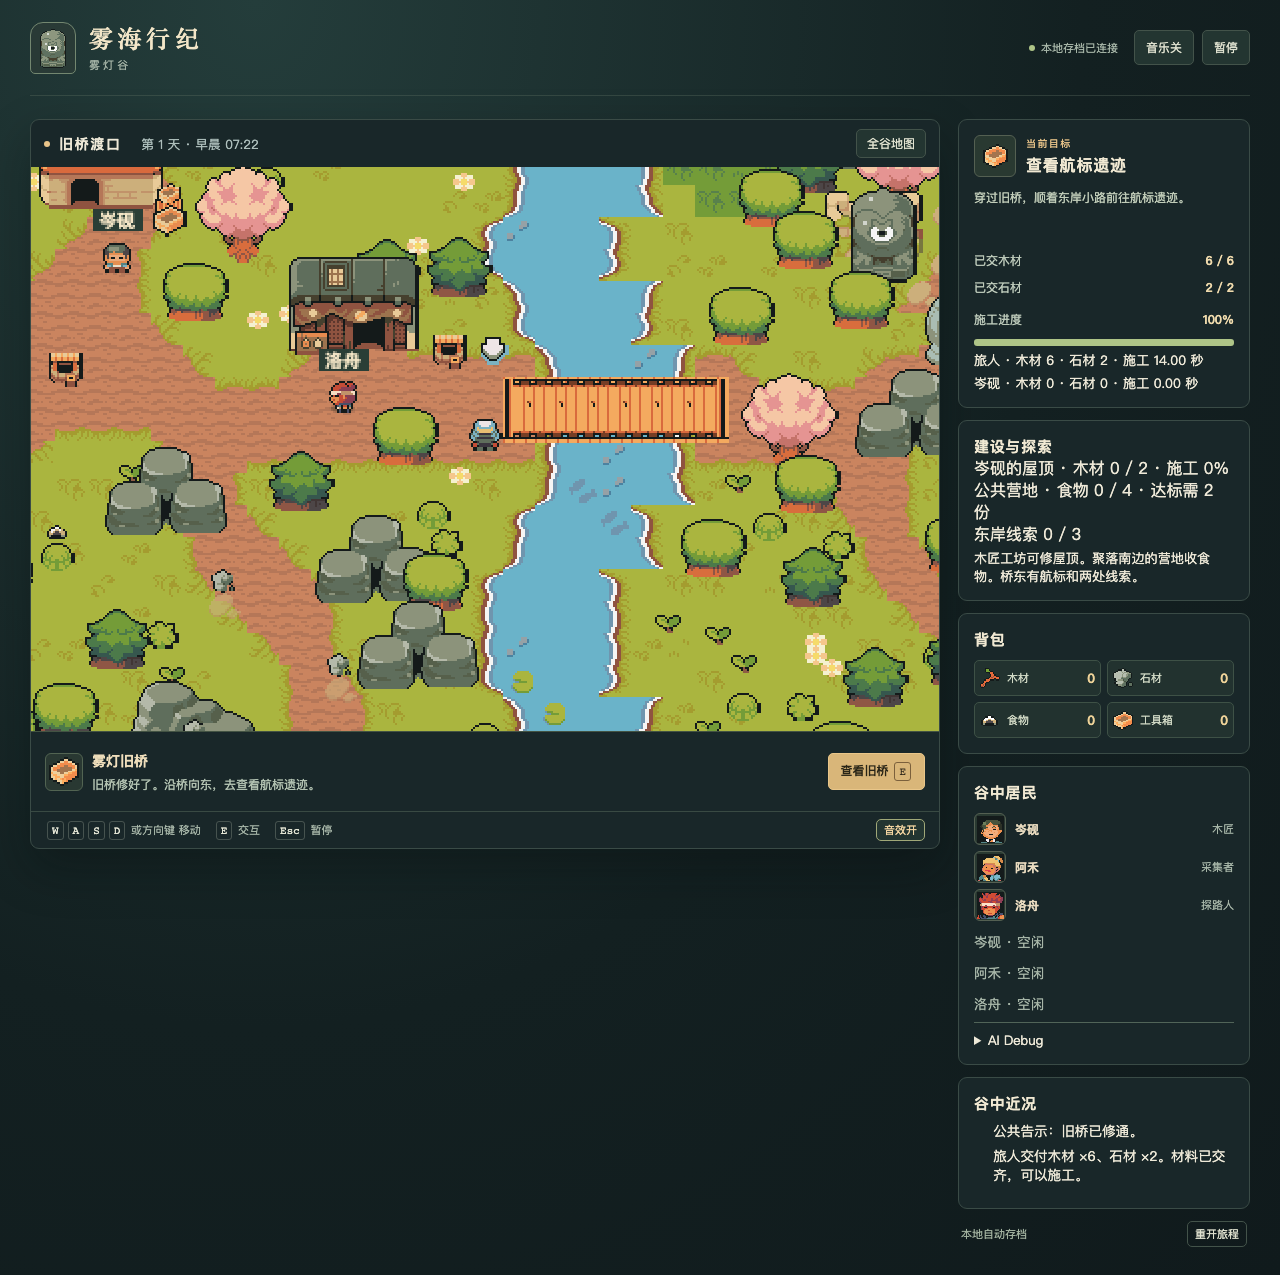 雾海行纪
雾灯谷
本地存档已连接
音乐关
暂停
旧桥渡口
第 1 天 · 早晨 07:22
全谷地图
岑砚
洛舟
雾灯旧桥
旧桥修好了。沿桥向东，去查看航标遗迹。
查看旧桥 E
W A S D 或方向键 移动 E 交互 Esc 暂停
音效开
当前目标
查看航标遗迹
穿过旧桥，顺着东岸小路前往航标遗迹。
已交木材 6 / 6
已交石材 2 / 2
施工进度 100%
旅人 · 木材 6 · 石材 2 · 施工 14.00 秒
岑砚 · 木材 0 · 石材 0 · 施工 0.00 秒
建设与探索
岑砚的屋顶 · 木材 0 / 2 · 施工 0%
公共营地 · 食物 0 / 4 · 达标需 2
份
东岸线索 0 / 3
木匠工坊可修屋顶。聚落南边的营地收食
物。桥东有航标和两处线索。
背包
木材 0
石材 0
食物 0
工具箱 0
谷中居民
岑砚 木匠
阿禾 采集者
洛舟 探路人
岑砚 · 空闲
阿禾 · 空闲
洛舟 · 空闲
AI Debug
谷中近况
公共告示：旧桥已修通。
旅人交付木材 ×6、石材 ×2。材料已交
齐，可以施工。
本地自动存档
重开旅程